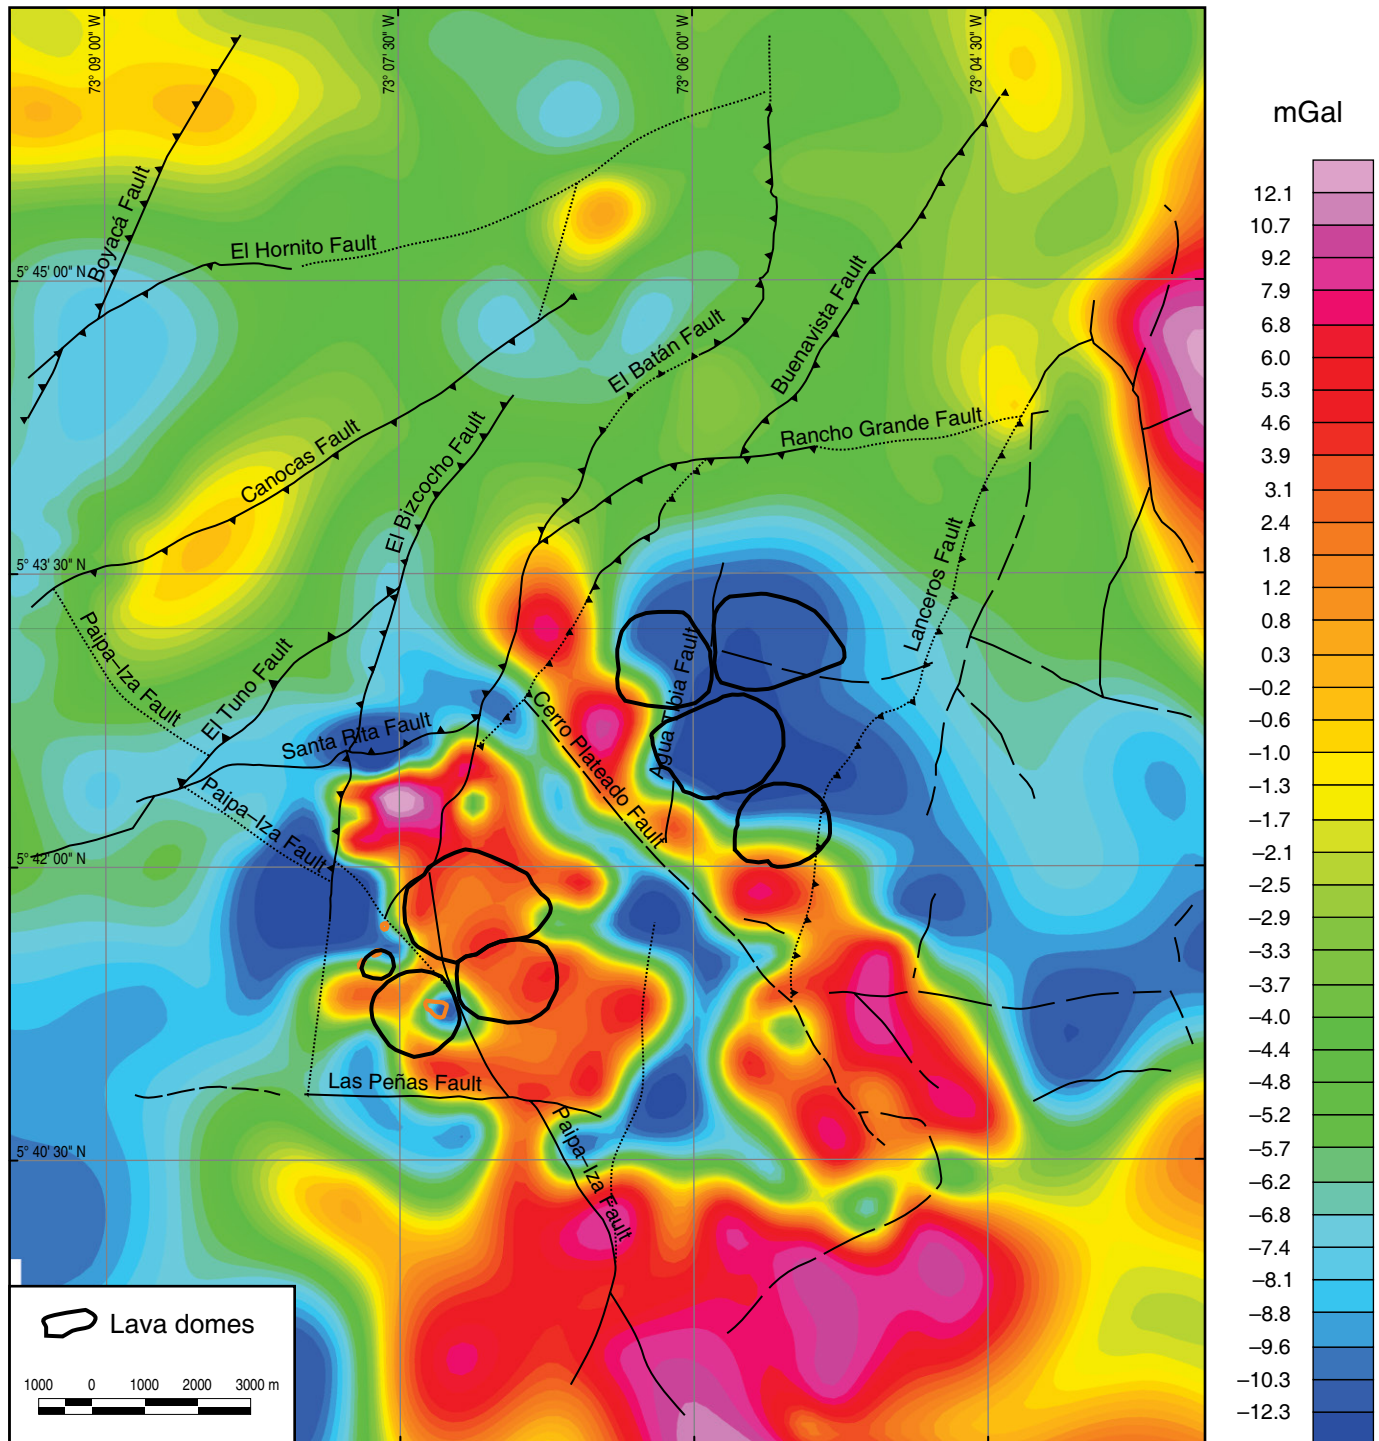 73° 09' 00" W
73° 07' 30" W
73° 06' 00" W
73° 04' 30" W
mGal
Boyacá Fault
El Hornito Fault
5° 45' 00" N
El Batán Fault
Buenavista Fault
Rancho Grande Fault
Canocas Fault
El Bizcocho Fault
5° 43' 30" N
Lanceros Fault
Paipa–Iza Fault
El Tuno Fault
Agua Tibia Fault
Santa Rita Fault
Cerro Plateado Fault
Paipa–Iza Fault
5° 42' 00" N
Las Peñas Fault
5° 40' 30" N
Paipa–Iza Fault
Lava domes
1000 0 1000 2000 3000 m
12.1
10.7
9.2
7.9
6.8
6.0
5.3
4.6
3.9
3.1
2.4
1.8
1.2
0.8
0.3
−0.2
−0.6
−1.0
−1.3
−1.7
−2.1
−2.5
−2.9
−3.3
−3.7
−4.0
−4.4
−4.8
−5.2
−5.7
−6.2
−6.8
−7.4
−8.1
−8.8
−9.6
−10.3
−12.3